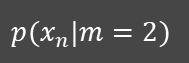 p(xₙ|m = 2)